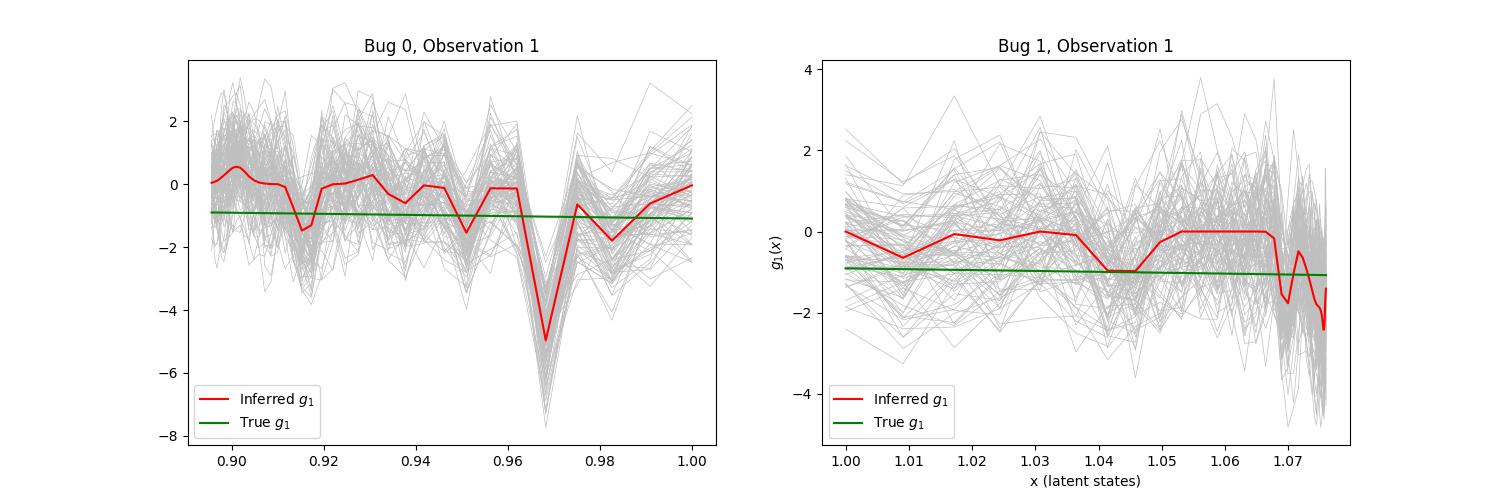 Bug 0, Observation 1
2
0
−2
−4
−6
−8
0.90 0.92 0.94 0.96 0.98 1.00
Inferred g₁
True g₁
Bug 1, Observation 1
g₁(x)
4
2
0
−2
−4
1.00 1.01 1.02 1.03 1.04 1.05 1.06 1.07
x (latent states)
Inferred g₁
True g₁